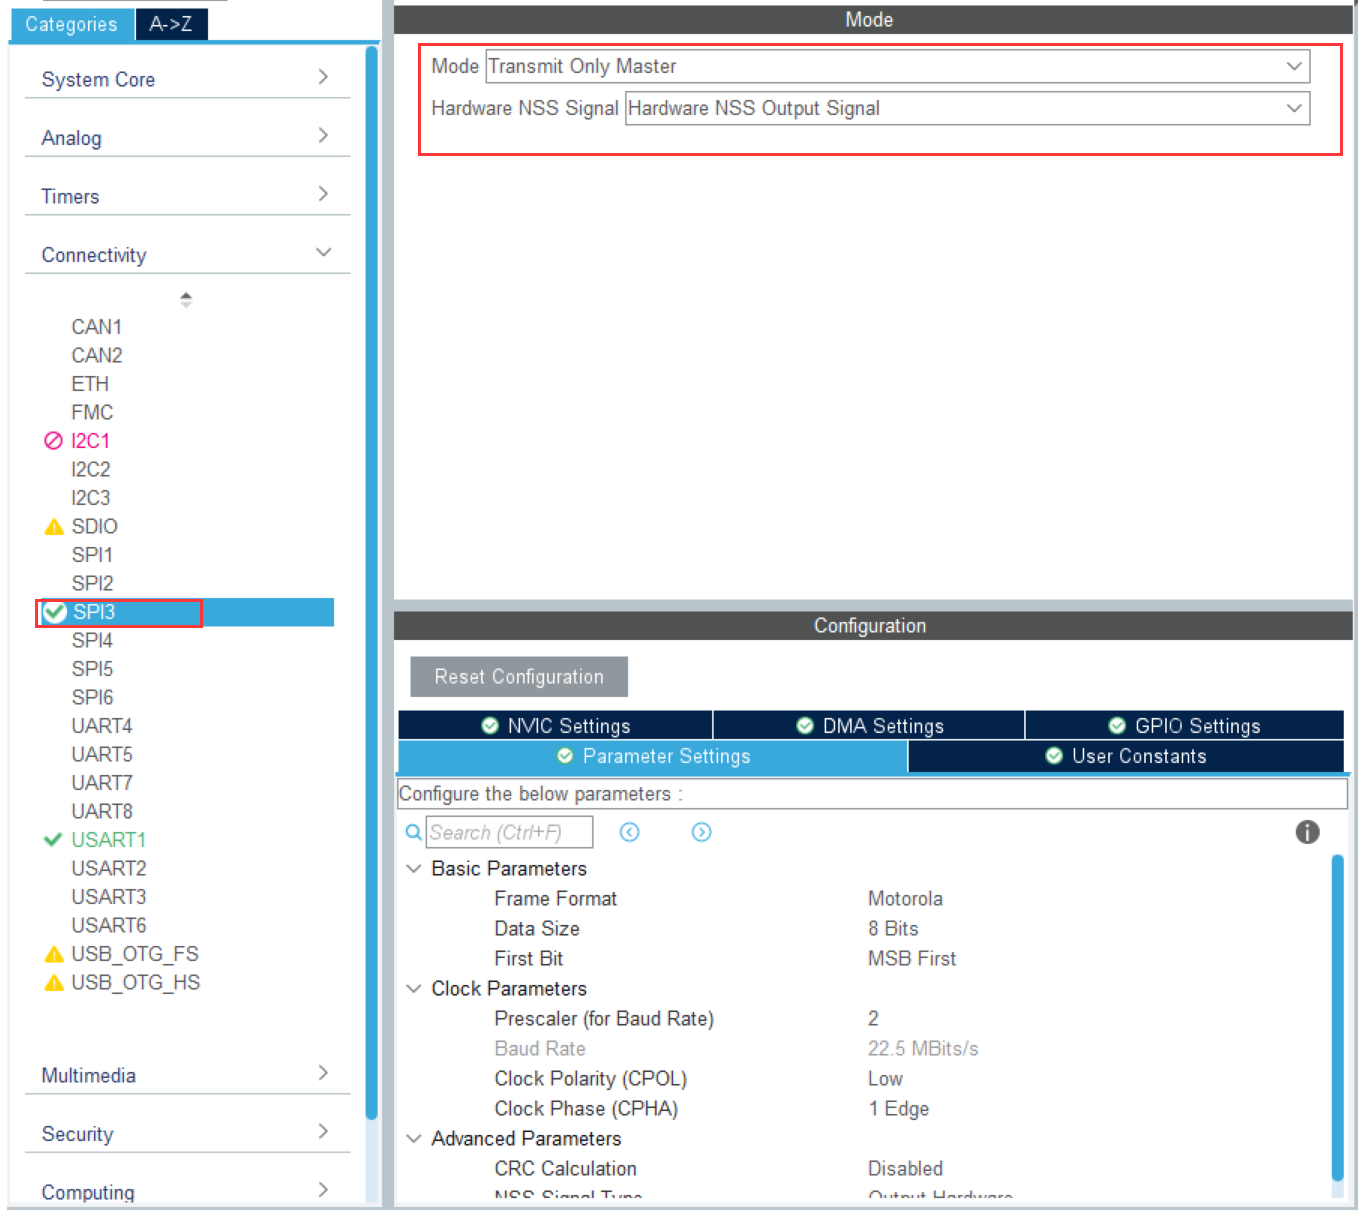 Categories
A->Z
System Core
Analog
Timers
Connectivity
CAN1
CAN2
ETH
FMC
I2C1
I2C2
I2C3
SDIO
SPI1
SPI2
SPI3
SPI4
SPI5
SPI6
UART4
UART5
UART7
UART8
USART1
USART2
USART3
USART6
USB_OTG_FS
USB_OTG_HS
Multimedia
Security
Computing
Mode
Mode Transmit Only Master
Hardware NSS Signal Hardware NSS Output Signal
Configuration
Reset Configuration
NVIC Settings
DMA Settings
GPIO Settings
Parameter Settings
User Constants
Configure the below parameters :
Search (Ctrl+F)
Basic Parameters
Frame Format Motorola
Data Size 8 Bits
First Bit MSB First
Clock Parameters
Prescaler (for Baud Rate) 2
Baud Rate 22.5 MBits/s
Clock Polarity (CPOL) Low
Clock Phase (CPHA) 1 Edge
Advanced Parameters
CRC Calculation Disabled
NSS Signal Type Output Hardware